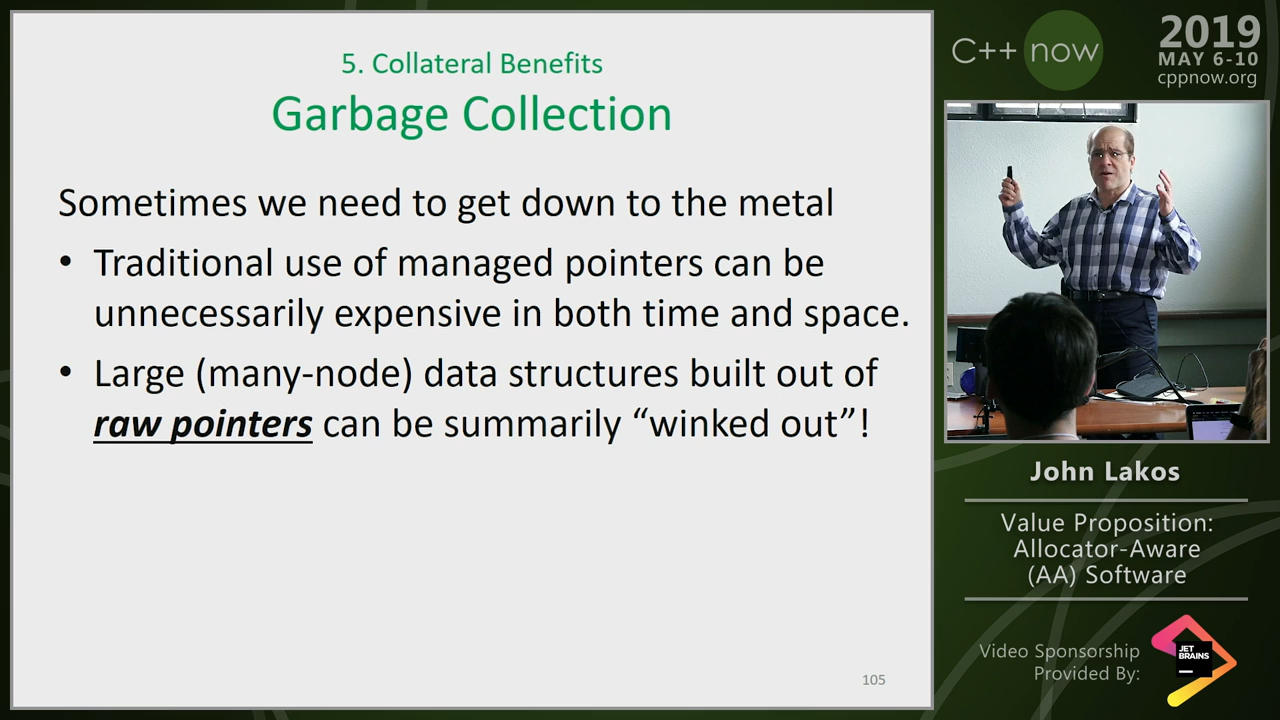 5. Collateral Benefits
Garbage Collection
Sometimes we need to get down to the metal
• Traditional use of managed pointers can be
unnecessarily expensive in both time and space.
• Large (many-node) data structures built out of
raw pointers can be summarily “winked out”!
105
C++ now
2019
MAY 6-10
cppnow.org
John Lakos
Value Proposition:
Allocator-Aware
(AA) Software
Video Sponsorship
Provided By:
JET
BRAINS